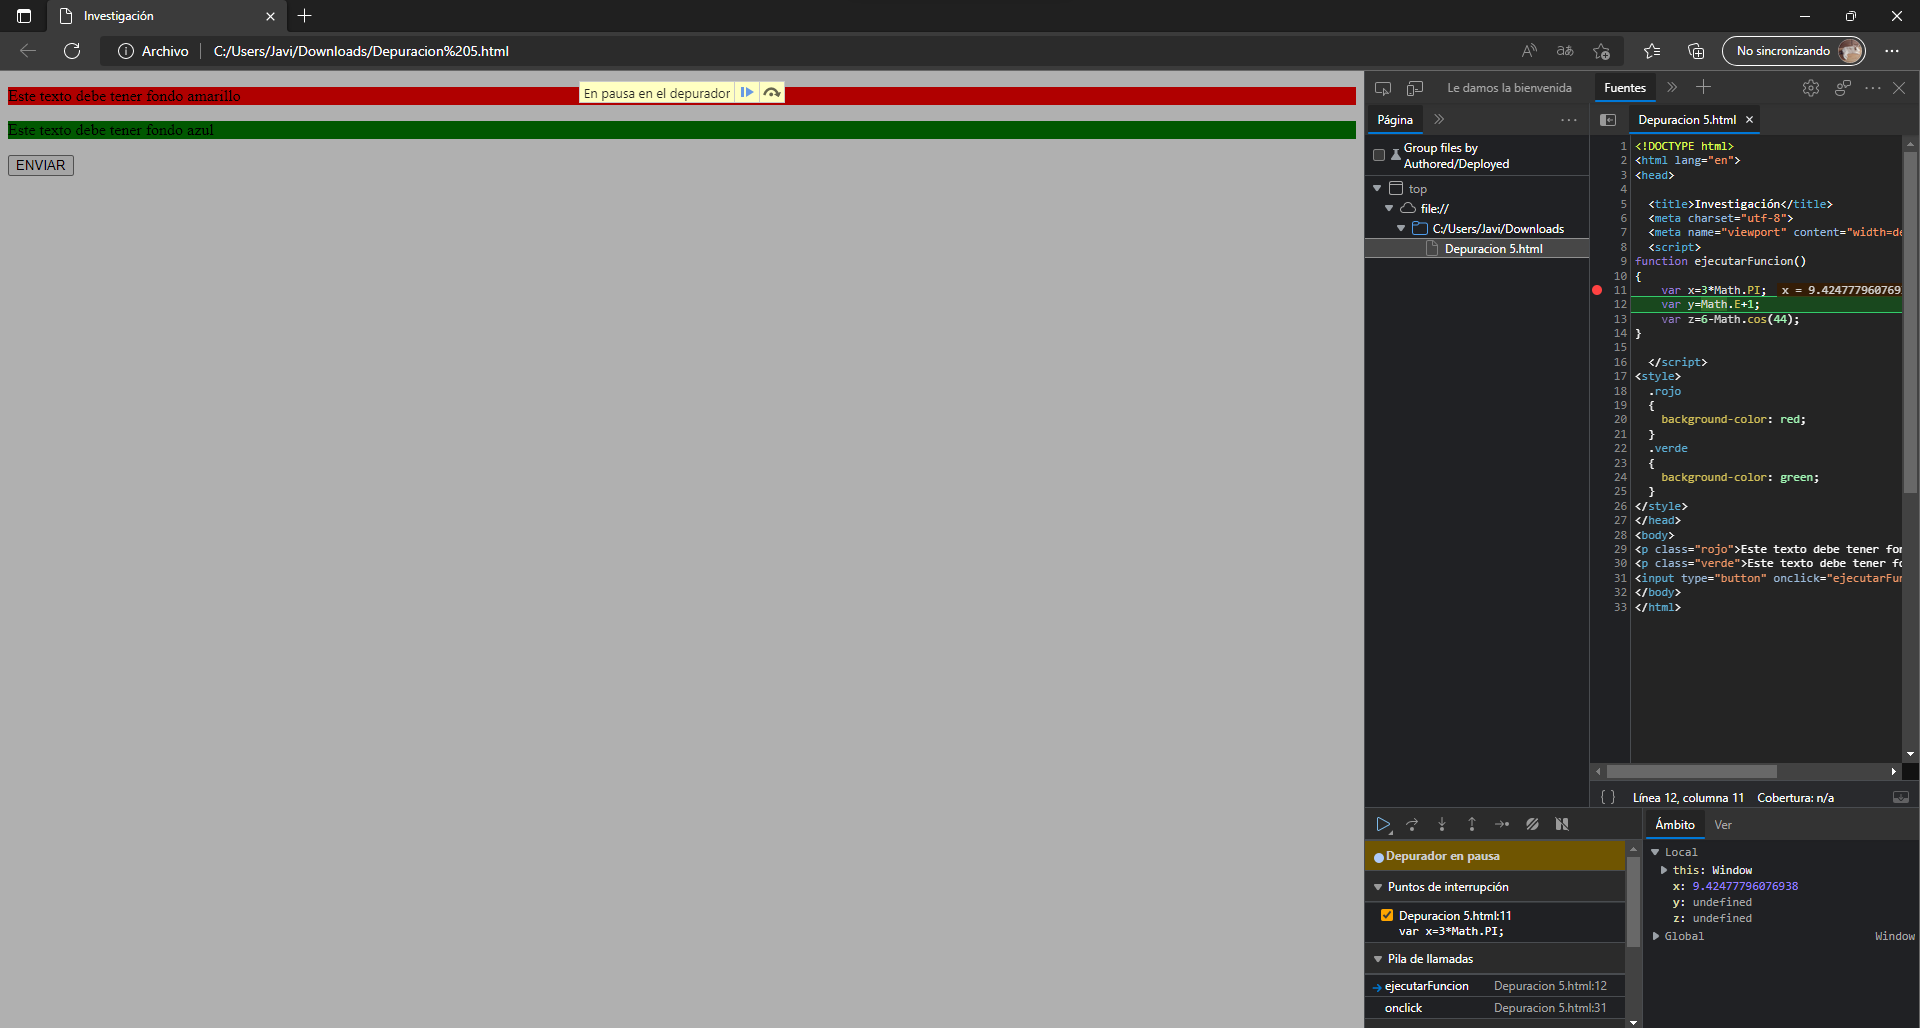 Investigación
Archivo
C:/Users/Javi/Downloads/Depuracion%205.html
No sincronizando
Este texto debe tener fondo amarillo
En pausa en el depurador
Este texto debe tener fondo azul
ENVIAR
Le damos la bienvenida
Fuentes
Página
Group files by
Authored/Deployed
top
file://
C:/Users/Javi/Downloads
Depuracion 5.html
Depuracion 5.html
1 <!DOCTYPE html>
2 <html lang="en">
3 <head>
4
5 <title>Investigación</title>
6 <meta charset="utf-8">
7 <meta name="viewport" content="width=de
8 <script>
9 function ejecutarFuncion()
10 {
11 var x=3*Math.PI; x = 9.424777960769
12 var y=Math.E+1;
13 var z=6-Math.cos(44);
14 }
15
16 </script>
17 <style>
18 .rojo
19 {
20 background-color: red;
21 }
22 .verde
23 {
24 background-color: green;
25 }
26 </style>
27 </head>
28 <body>
29 <p class="rojo">Este texto debe tener fon
30 <p class="verde">Este texto debe tener fo
31 <input type="button" onclick="ejecutarFun
32 </body>
33 </html>
{ } Línea 12, columna 11 Cobertura: n/a
Depurador en pausa
Puntos de interrupción
Depuracion 5.html:11
var x=3*Math.PI;
Pila de llamadas
ejecutarFuncion Depuracion 5.html:12
onclick Depuracion 5.html:31
Ámbito Ver
Local
this: Window
x: 9.42477796076938
y: undefined
z: undefined
Global Window